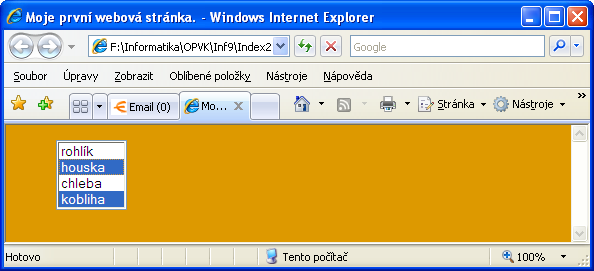 Moje první webová stránka. - Windows Internet Explorer
F:\Informatika\OPVK\Inf9\Index2
Google
Soubor Úpravy Zobrazit Oblíbené položky Nástroje Nápověda
Email (0) Mo... Stránka Nástroje
rohlík
houska
chleba
kobliha
Hotovo Tento počítač 100%